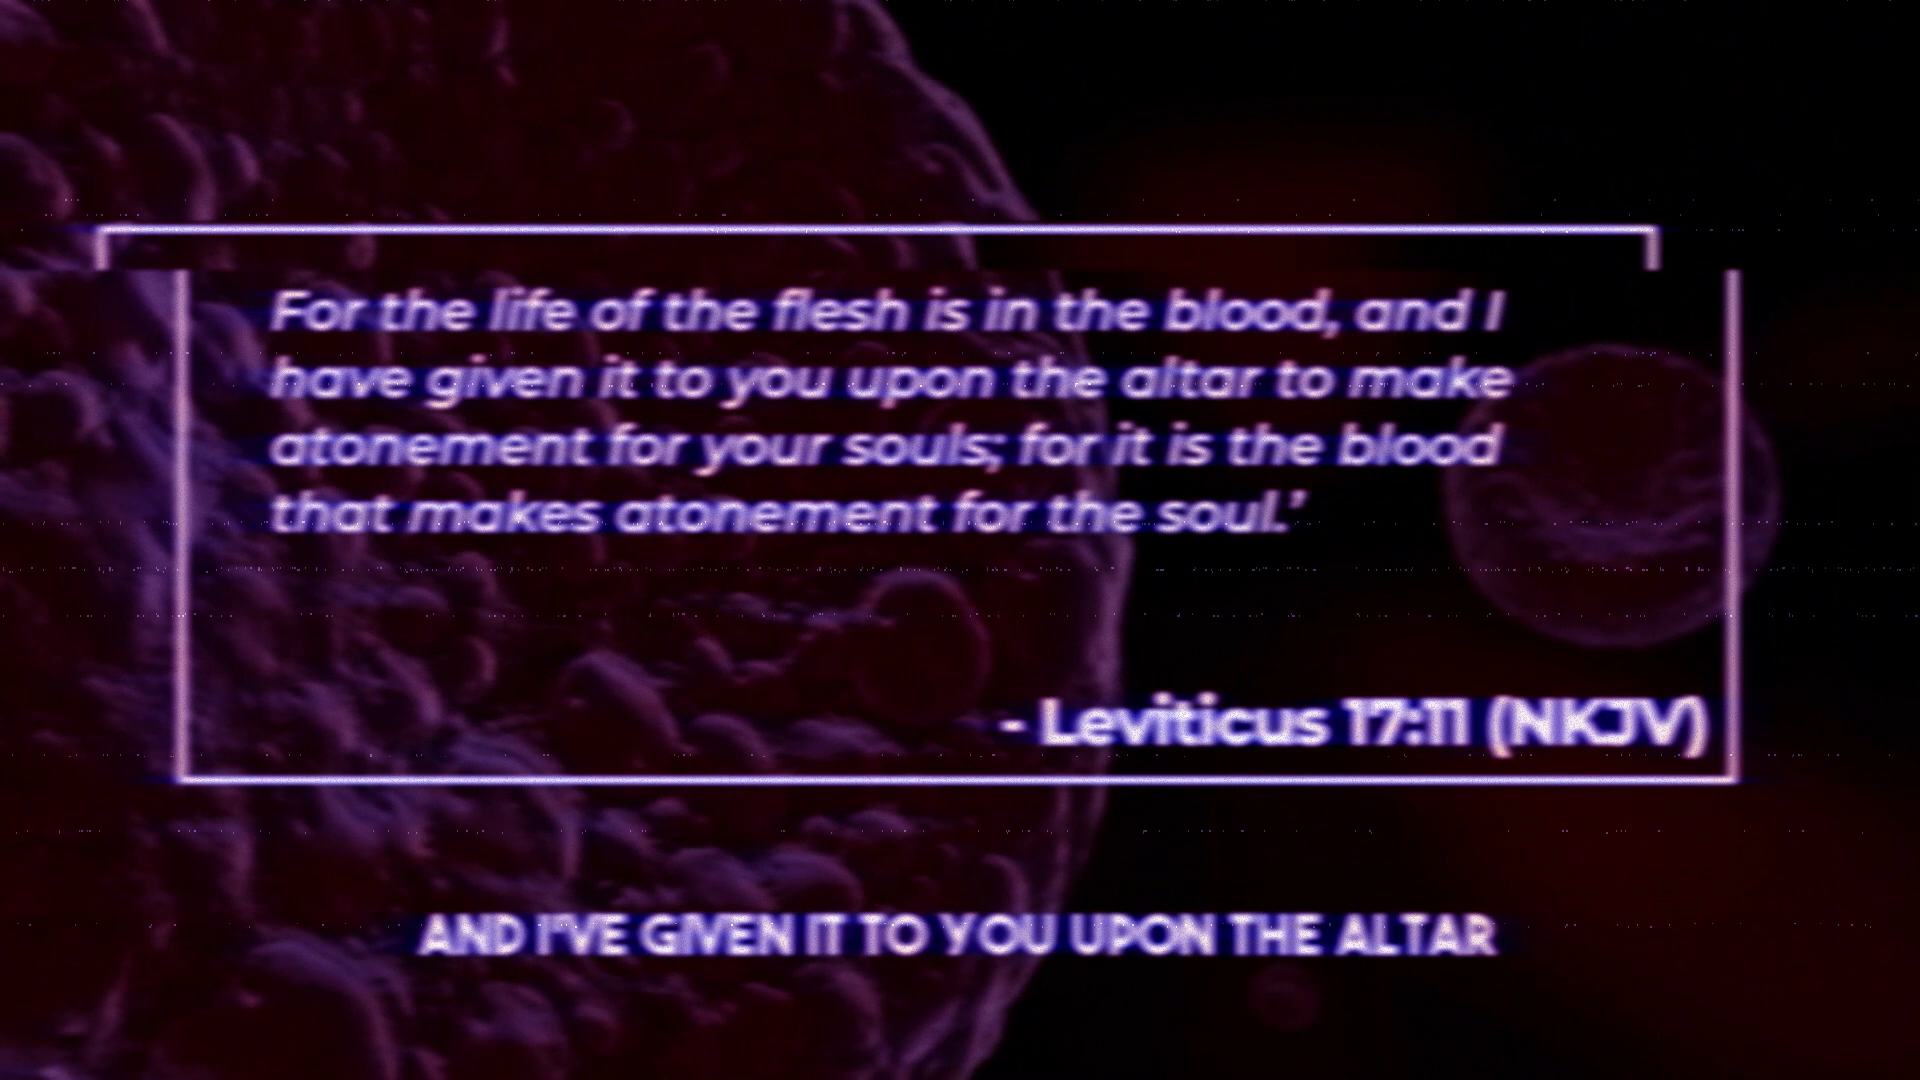 For the life of the flesh is in the blood, and I
have given it to you upon the altar to make
atonement for your souls; for it is the blood
that makes atonement for the soul.’
- Leviticus 17:11 (NKJV)
AND I'VE GIVEN IT TO YOU UPON THE ALTAR